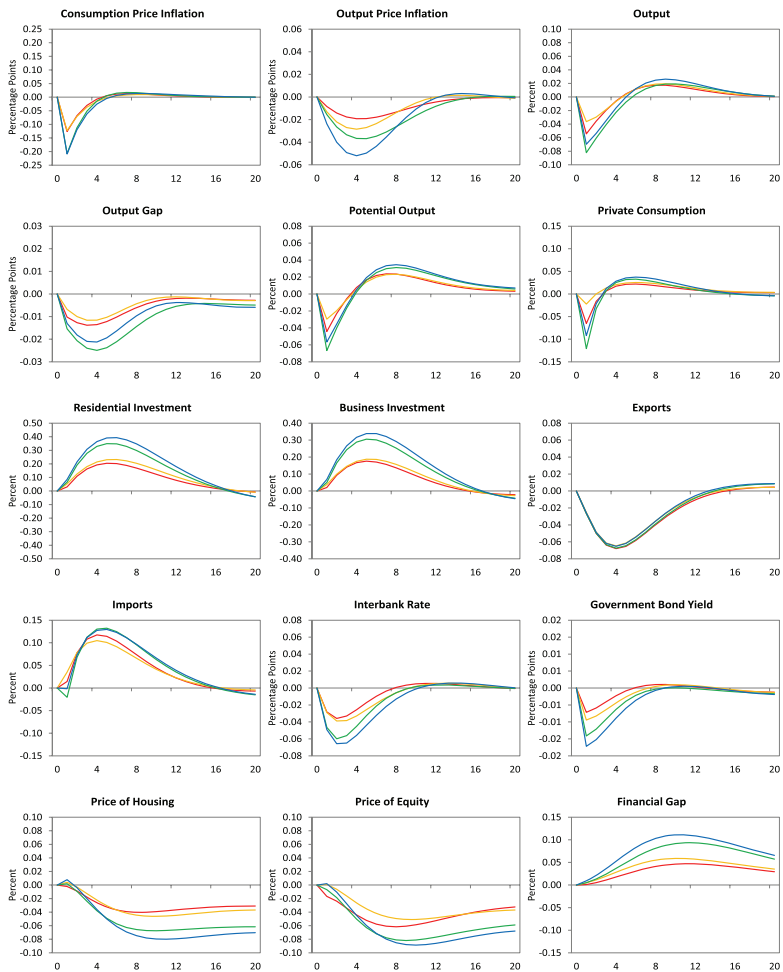 Consumption Price Inflation
Percentage Points
0.25
0.20
0.15
0.10
0.05
0.00
-0.05
-0.10
-0.15
-0.20
-0.25
0 4 8 12 16 20
Output Price Inflation
Percentage Points
0.06
0.04
0.02
0.00
-0.02
-0.04
-0.06
0 4 8 12 16 20
Output
Percent
0.10
0.08
0.06
0.04
0.02
0.00
-0.02
-0.04
-0.06
-0.08
-0.10
0 4 8 12 16 20
Output Gap
Percentage Points
0.03
0.02
0.01
0.00
-0.01
-0.02
-0.03
0 4 8 12 16 20
Potential Output
Percent
0.08
0.06
0.04
0.02
0.00
-0.02
-0.04
-0.06
-0.08
0 4 8 12 16 20
Private Consumption
Percent
0.15
0.10
0.05
0.00
-0.05
-0.10
-0.15
0 4 8 12 16 20
Residential Investment
Percent
0.50
0.40
0.30
0.20
0.10
0.00
-0.10
-0.20
-0.30
-0.40
-0.50
0 4 8 12 16 20
Business Investment
Percent
0.40
0.30
0.20
0.10
0.00
-0.10
-0.20
-0.30
-0.40
0 4 8 12 16 20
Exports
Percent
0.08
0.06
0.04
0.02
0.00
-0.02
-0.04
-0.06
-0.08
0 4 8 12 16 20
Imports
Percent
0.15
0.10
0.05
0.00
-0.05
-0.10
-0.15
0 4 8 12 16 20
Interbank Rate
Percentage Points
0.08
0.06
0.04
0.02
0.00
-0.02
-0.04
-0.06
-0.08
0 4 8 12 16 20
Government Bond Yield
Percentage Points
0.02
0.01
0.01
0.00
-0.01
-0.01
-0.02
0 4 8 12 16 20
Price of Housing
Percent
0.10
0.08
0.06
0.04
0.02
0.00
-0.02
-0.04
-0.06
-0.08
-0.10
0 4 8 12 16 20
Price of Equity
Percent
0.10
0.08
0.06
0.04
0.02
0.00
-0.02
-0.04
-0.06
-0.08
-0.10
0 4 8 12 16 20
Financial Gap
Percent
0.15
0.10
0.05
0.00
-0.05
-0.10
-0.15
0 4 8 12 16 20